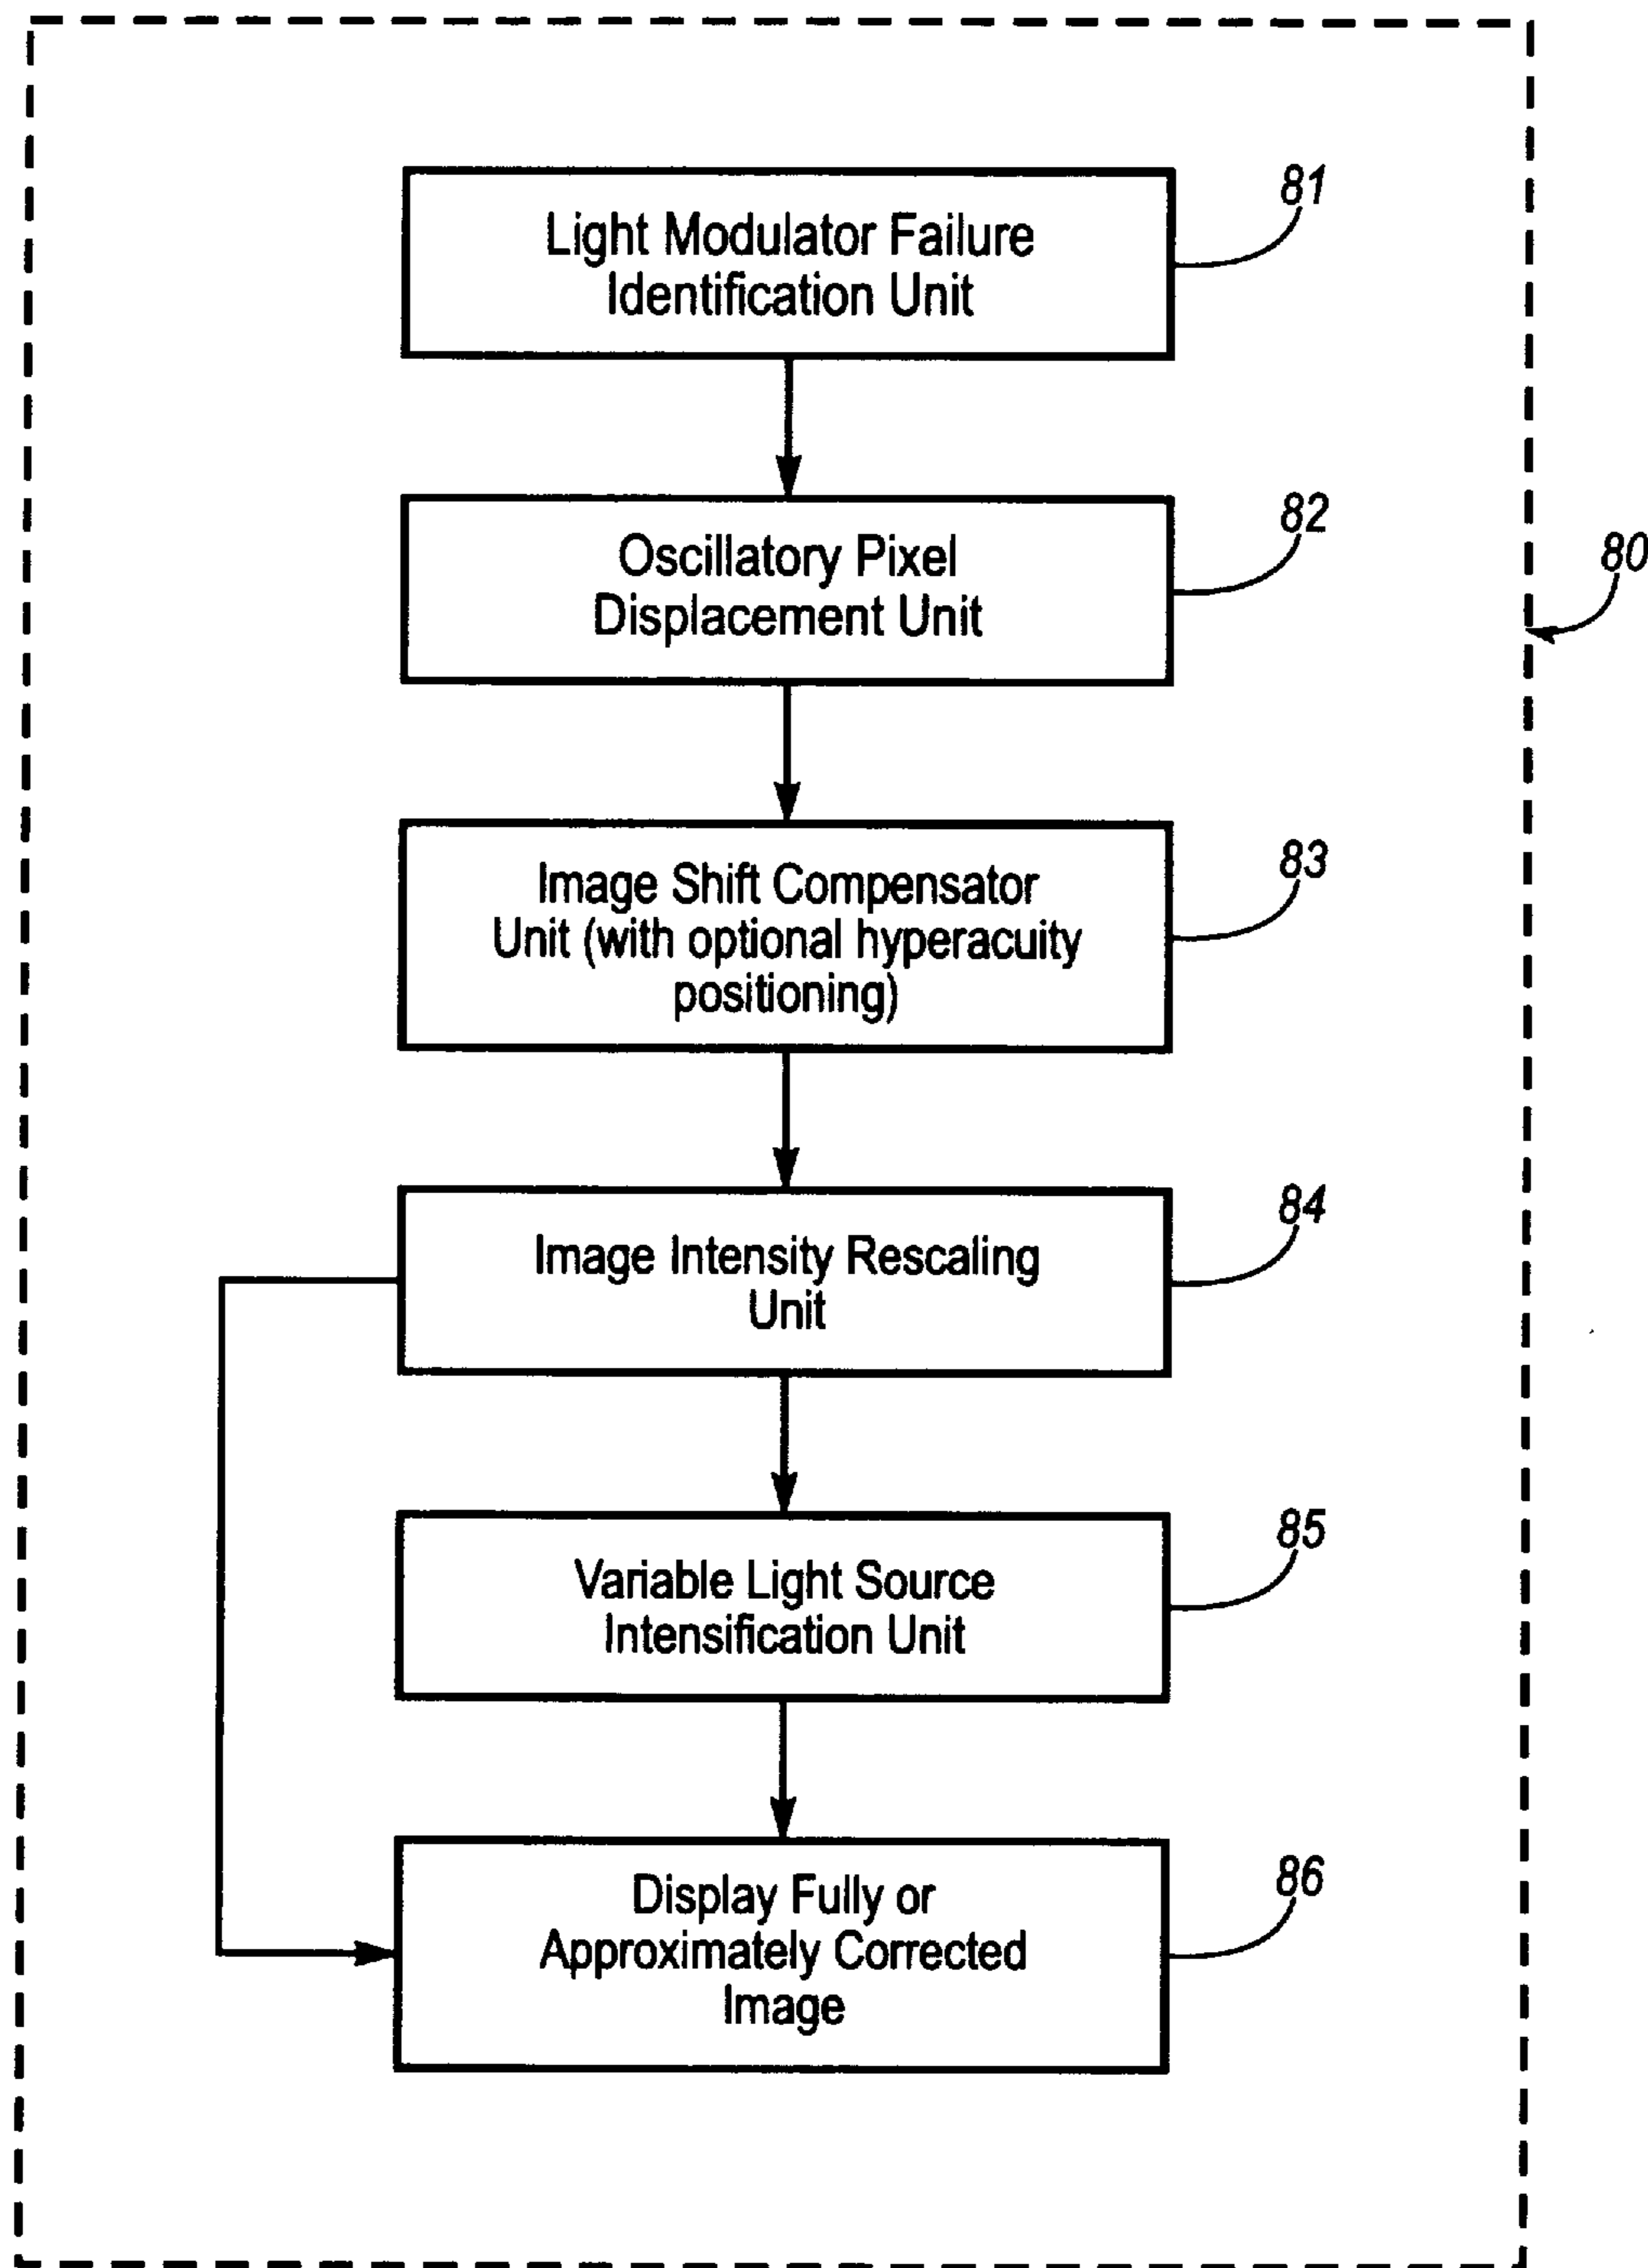 81
Light Modulator Failure
Identification Unit
82
Oscillatory Pixel
Displacement Unit
80
83
Image Shift Compensator
Unit (with optional hyperacuity
positioning)
84
Image Intensity Rescaling
Unit
85
Variable Light Source
Intensification Unit
86
Display Fully or
Approximately Corrected
Image